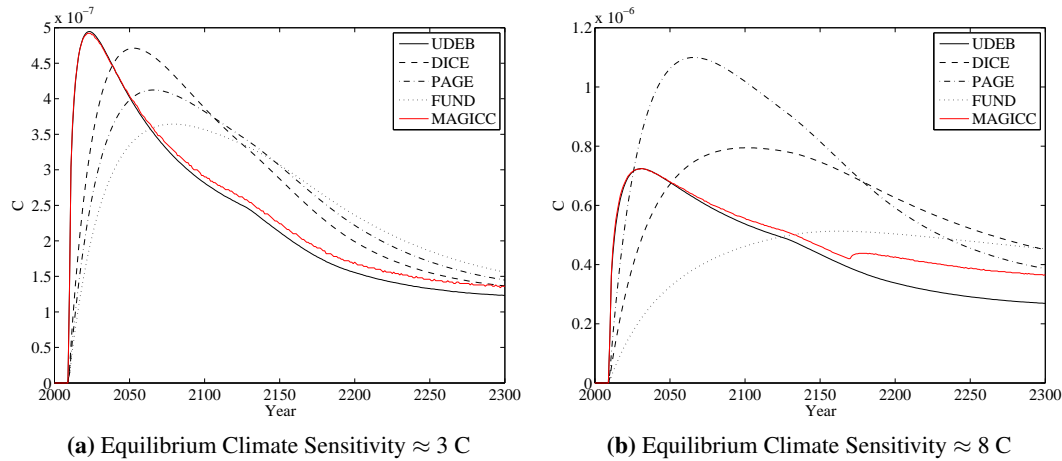 x 10⁻⁷
5
4.5
4
3.5
3
2.5
2
1.5
1
0.5
0
C
2000 2050 2100 2150 2200 2250 2300
Year
UDEB
DICE
PAGE
FUND
MAGICC
(a) Equilibrium Climate Sensitivity ≈ 3 C
x 10⁻⁶
1.2
1
0.8
0.6
0.4
0.2
0
C
2000 2050 2100 2150 2200 2250 2300
Year
UDEB
DICE
PAGE
FUND
MAGICC
(b) Equilibrium Climate Sensitivity ≈ 8 C